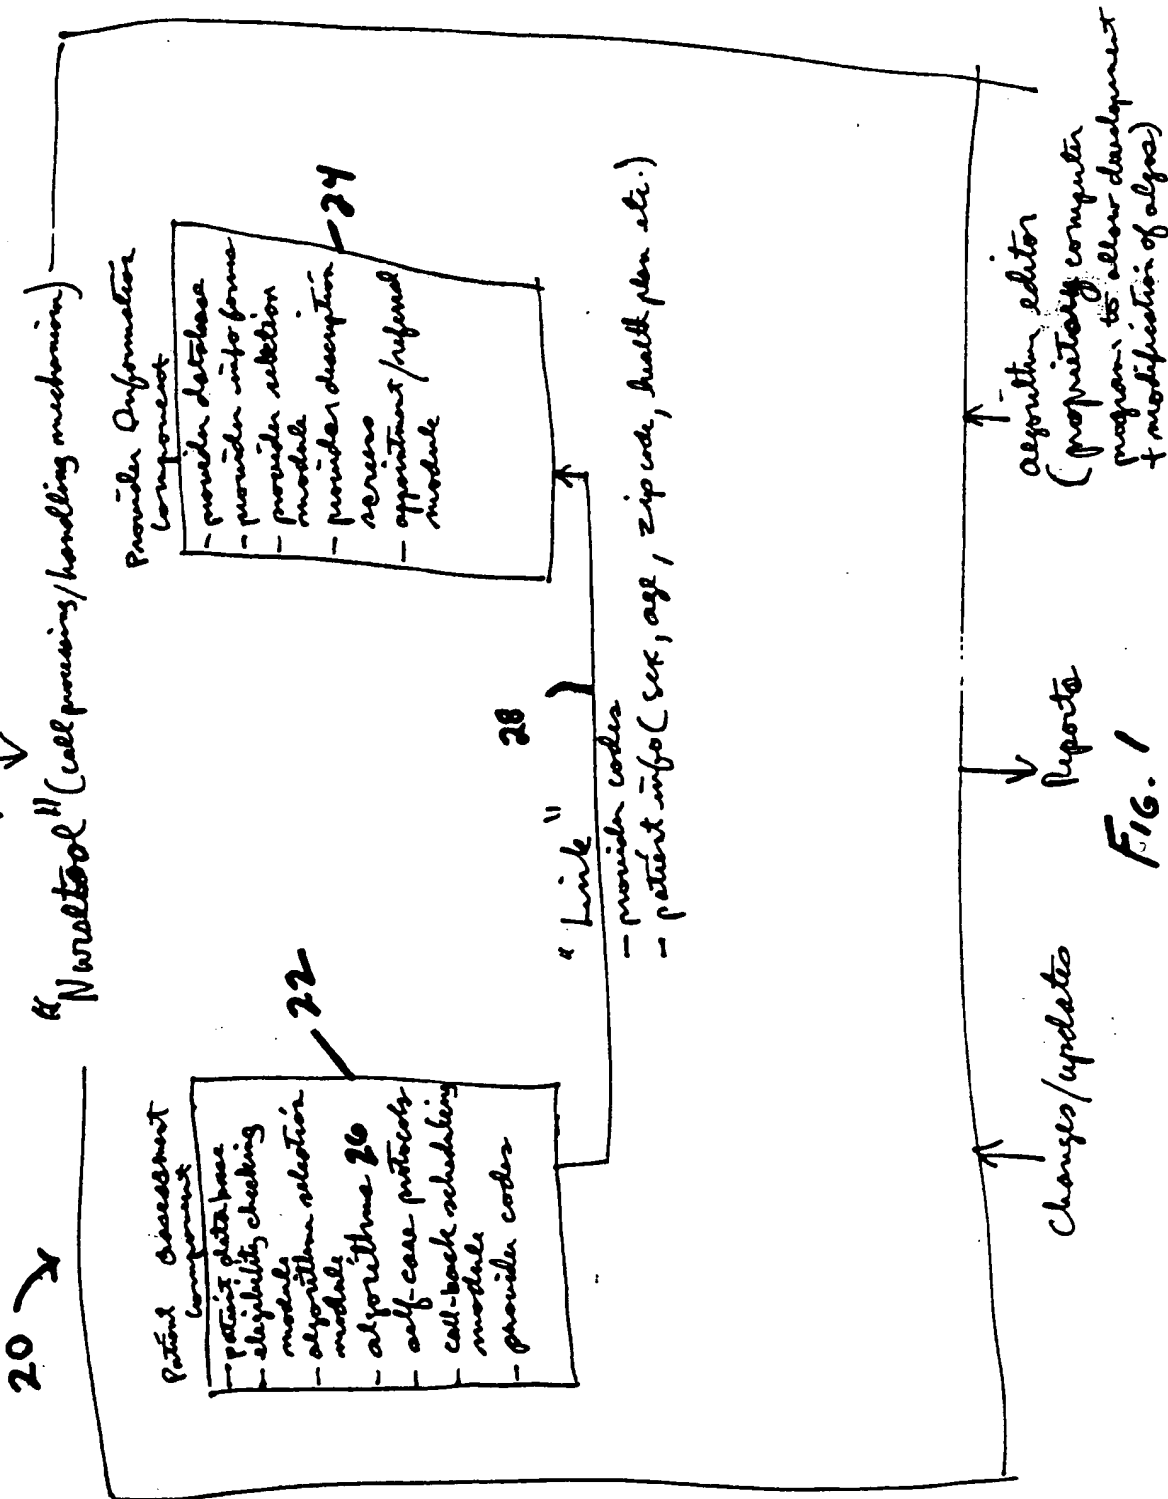 20
"Nursetool" (call processing/handling mechanism)
Patient assessment
component
- patient database
- eligibility checking
module
- algorithm selection
module
- algorithms 26
- self-care protocols
- call-back scheduling
module
- provider codes
22
Provider Information
component
- provider database
- provider info forms
- provider selection
module
- provider description
screens
- appointment/referral
module
24
28
"Link"
- provider codes
- patient info (sex, age, zip code, health plan etc.)
Changes/updates
Reports
algorithm editor
(proprietary computer
program to allow development
+ modification of algos)
FIG. 1